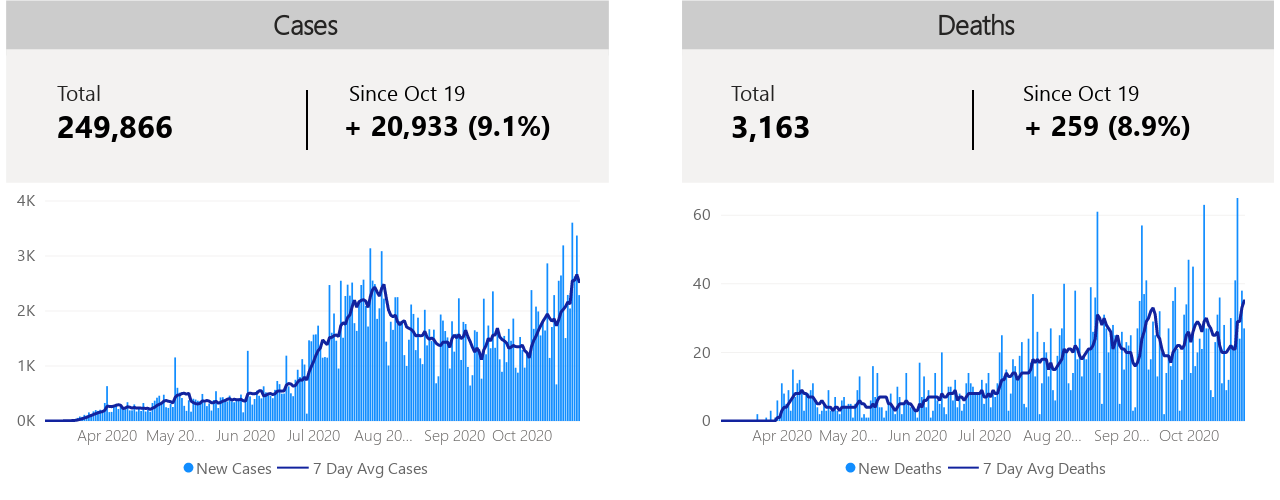 Cases
Total
249,866
Since Oct 19
+ 20,933 (9.1%)
4K
3K
2K
1K
0K
Apr 2020 May 20... Jun 2020 Jul 2020 Aug 20... Sep 2020 Oct 2020
New Cases 7 Day Avg Cases
Deaths
Total
3,163
Since Oct 19
+ 259 (8.9%)
60
40
20
0
Apr 2020 May 20... Jun 2020 Jul 2020 Aug 20... Sep 20... Oct 2020
New Deaths 7 Day Avg Deaths